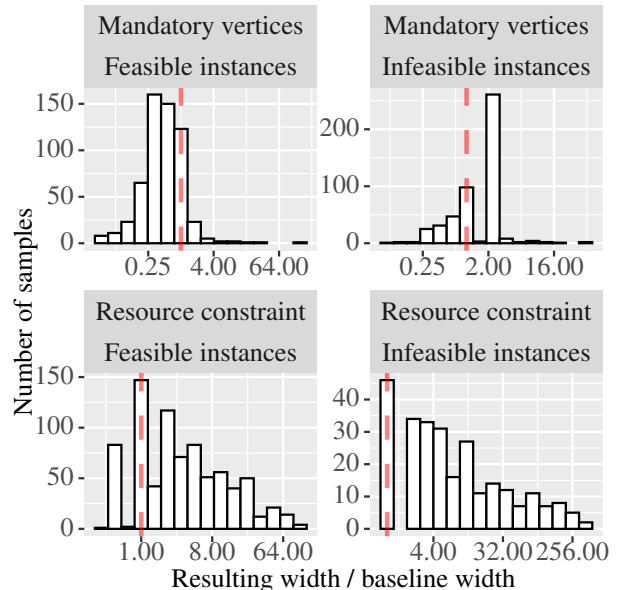 Mandatory vertices
Feasible instances
Mandatory vertices
Infeasible instances
150
100
50
0
200
100
0
0.25 4.00 64.00
0.25 2.00 16.00
Number of samples
Resource constraint
Feasible instances
Resource constraint
Infeasible instances
150
100
50
0
40
30
20
10
0
1.00 8.00 64.00
4.00 32.00 256.00
Resulting width / baseline width